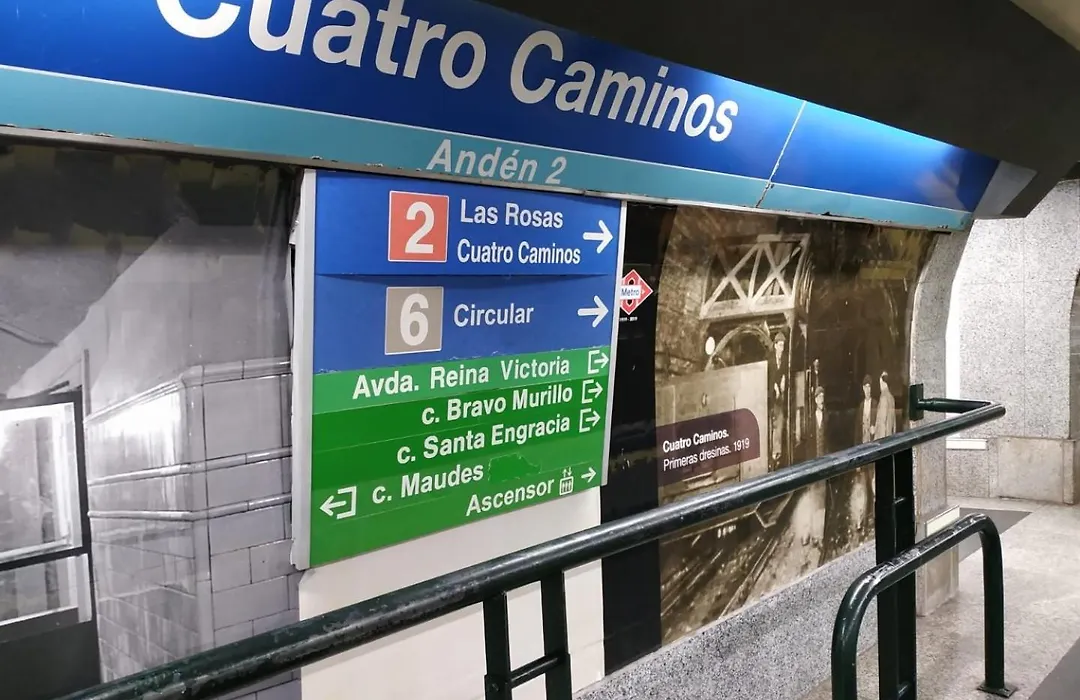 Cuatro Caminos
Andén 2
2 Las Rosas
Cuatro Caminos
6 Circular
Avda. Reina Victoria
c. Bravo Murillo
c. Santa Engracia
c. Maudes
Ascensor
Metro
Cuatro Caminos.
Primeras dresinas. 1919